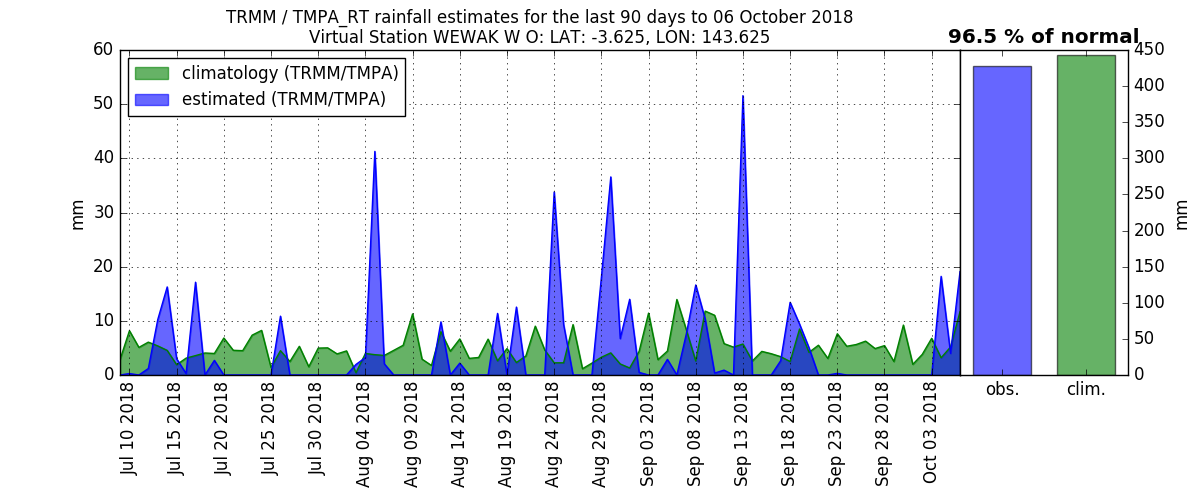 TRMM / TMPA_RT rainfall estimates for the last 90 days to 06 October 2018
Virtual Station WEWAK W O: LAT: -3.625, LON: 143.625
96.5 % of normal
climatology (TRMM/TMPA)
estimated (TRMM/TMPA)
60
50
40
30
20
10
0
mm
Jul 10 2018
Jul 15 2018
Jul 20 2018
Jul 25 2018
Jul 30 2018
Aug 04 2018
Aug 09 2018
Aug 14 2018
Aug 19 2018
Aug 24 2018
Aug 29 2018
Sep 03 2018
Sep 08 2018
Sep 13 2018
Sep 18 2018
Sep 23 2018
Sep 28 2018
Oct 03 2018
obs.
clim.
450
400
350
300
250
200
150
100
50
0
mm